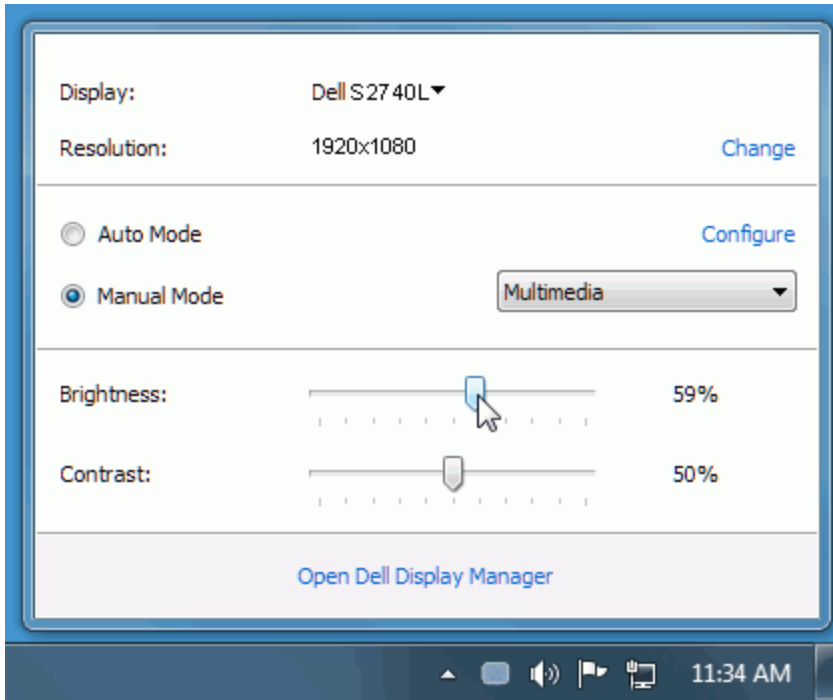 Display: Dell S2740L
Resolution: 1920x1080 Change
Auto Mode Configure
Manual Mode Multimedia
Brightness: 59%
Contrast: 50%
Open Dell Display Manager
11:34 AM